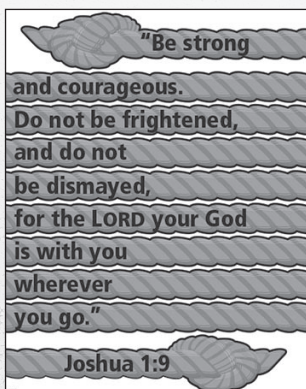 “Be strong
and courageous.
Do not be frightened,
and do not
be dismayed,
for the LORD your God
is with you
wherever
you go.”
Joshua 1:9